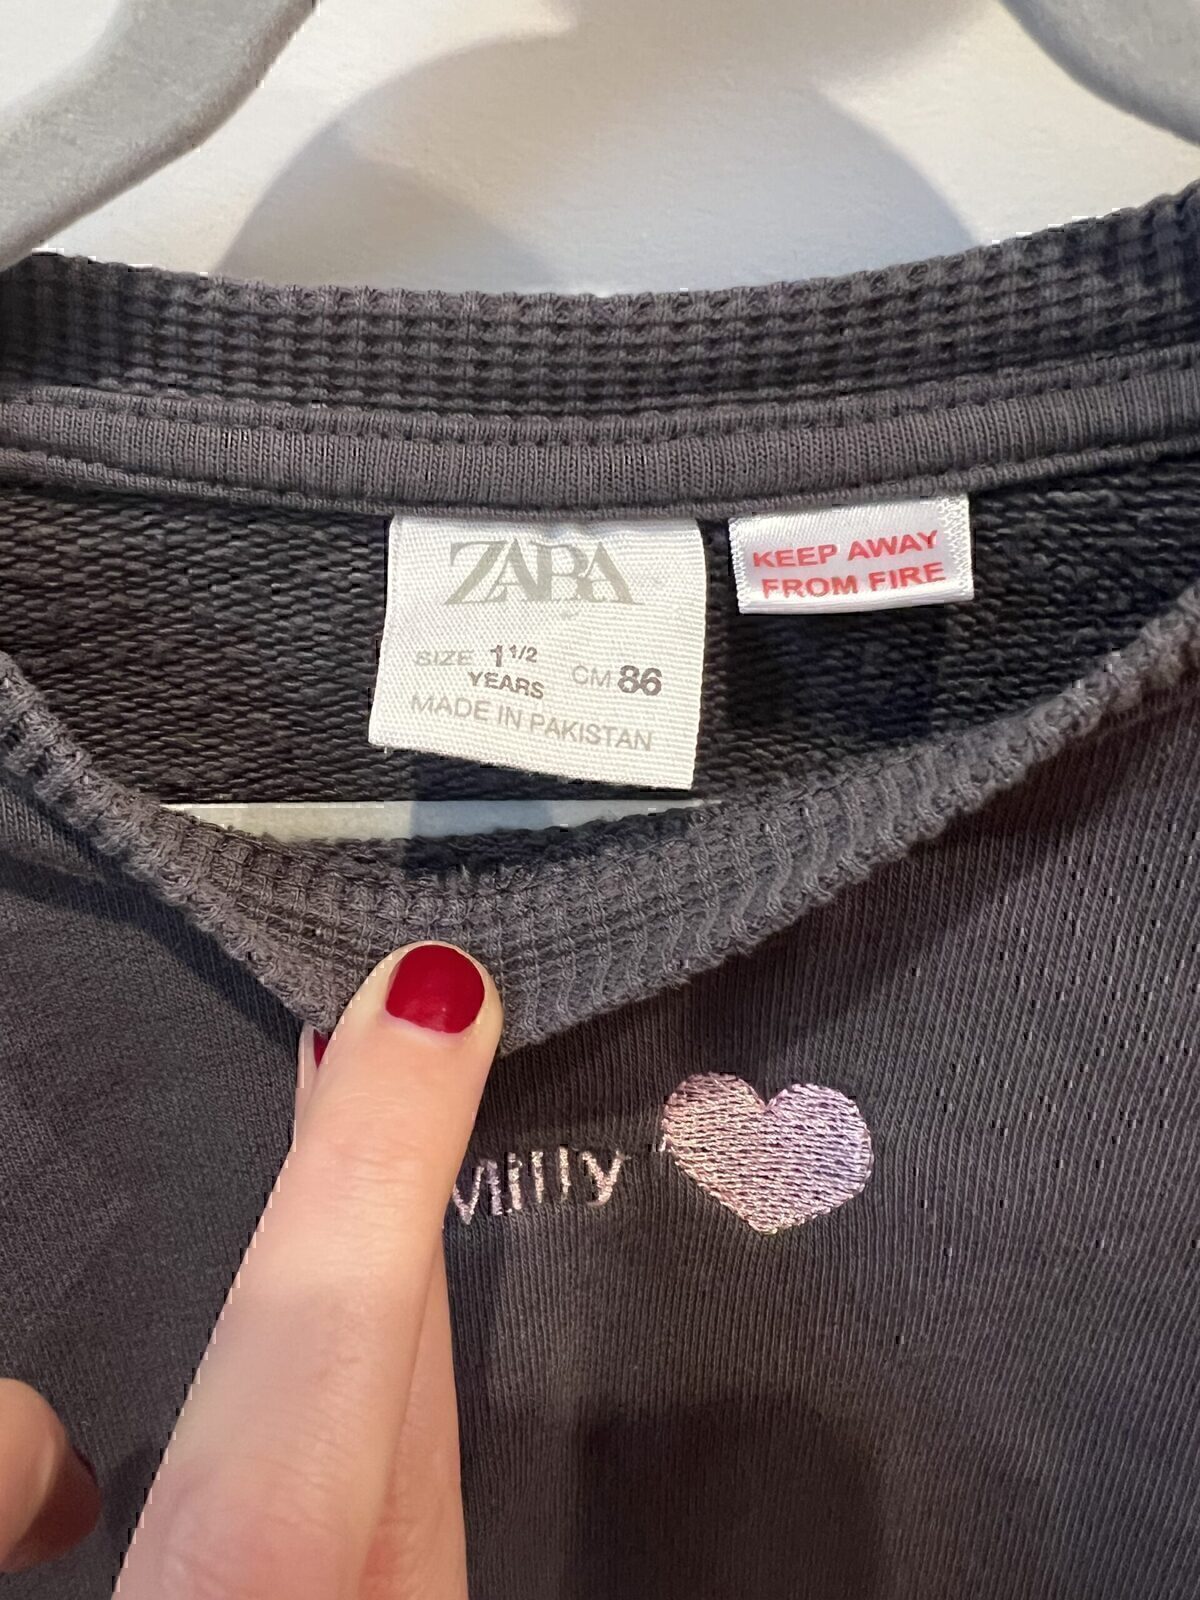 ZARA
KEEP AWAY
FROM FIRE
SIZE 1 1/2 YEARS CM 86
MADE IN PAKISTAN
Milly